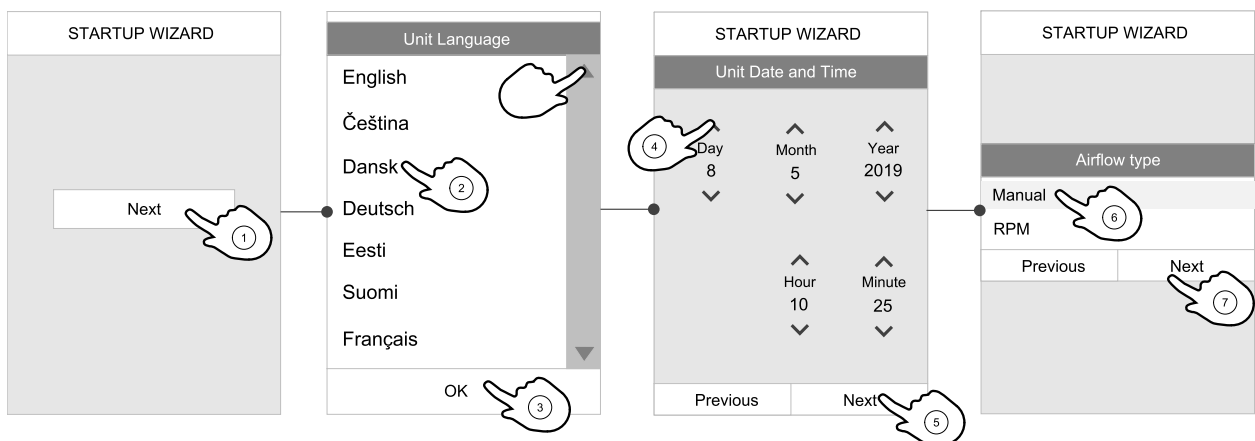 STARTUP WIZARD
Next
1
Unit Language
English
Čeština
Dansk
2
Deutsch
Eesti
Suomi
Français
OK
3
STARTUP WIZARD
Unit Date and Time
4
Day Month Year
8 5 2019
Hour Minute
10 25
Previous Next
5
STARTUP WIZARD
Airflow type
Manual
6
RPM
Previous Next
7